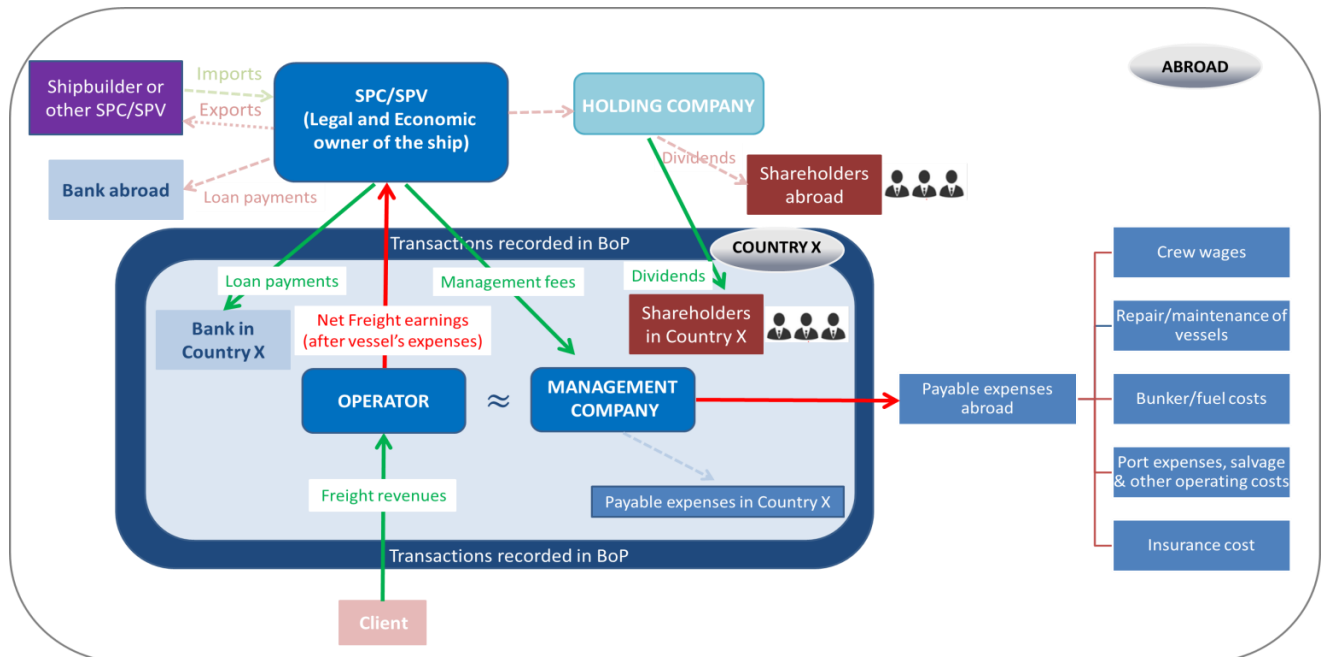 ABROAD
Shipbuilder or
other SPC/SPV
Imports
Exports
SPC/SPV
(Legal and Economic
owner of the ship)
HOLDING COMPANY
Bank abroad
Loan payments
Dividends
Shareholders
abroad
Transactions recorded in BoP
COUNTRY X
Loan payments
Management fees
Dividends
Bank in
Country X
Net Freight earnings
(after vessel's expenses)
Shareholders
in Country X
OPERATOR
≈
MANAGEMENT
COMPANY
Payable expenses
abroad
Freight revenues
Payable expenses in Country X
Transactions recorded in BoP
Client
Crew wages
Repair/maintenance of
vessels
Bunker/fuel costs
Port expenses, salvage
& other operating costs
Insurance cost